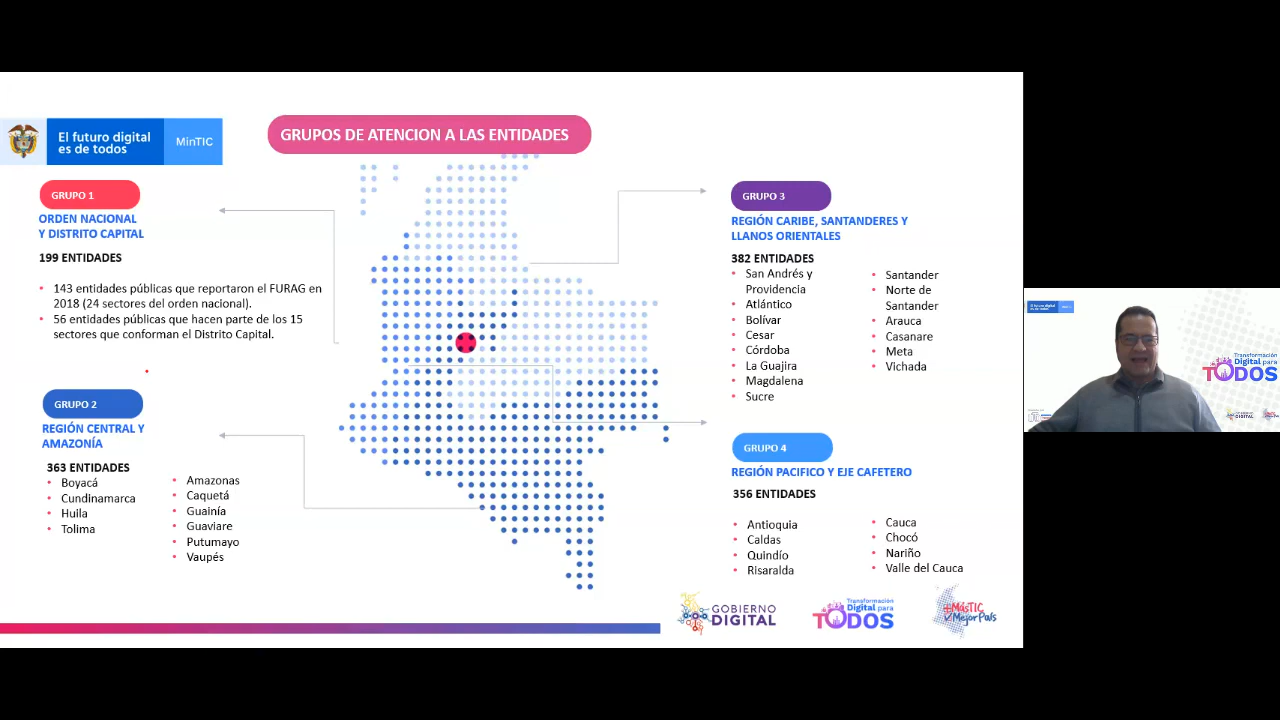 El futuro digital
es de todos
MinTIC
GRUPOS DE ATENCION A LAS ENTIDADES
GRUPO 1
ORDEN NACIONAL
Y DISTRITO CAPITAL
199 ENTIDADES
• 143 entidades públicas que reportaron el FURAG en
2018 (24 sectores del orden nacional).
• 56 entidades públicas que hacen parte de los 15
sectores que conforman el Distrito Capital.
GRUPO 2
REGIÓN CENTRAL Y
AMAZONÍA
363 ENTIDADES
• Boyacá
• Cundinamarca
• Huila
• Tolima
• Amazonas
• Caquetá
• Guainía
• Guaviare
• Putumayo
• Vaupés
GRUPO 3
REGIÓN CARIBE, SANTANDERES Y
LLANOS ORIENTALES
382 ENTIDADES
• San Andrés y
Providencia
• Atlántico
• Bolívar
• Cesar
• Córdoba
• La Guajira
• Magdalena
• Sucre
• Santander
• Norte de
Santander
• Arauca
• Casanare
• Meta
• Vichada
GRUPO 4
REGIÓN PACIFICO Y EJE CAFETERO
356 ENTIDADES
• Antioquia
• Caldas
• Quindío
• Risaralda
• Cauca
• Chocó
• Nariño
• Valle del Cauca
GOBIERNO
DIGITAL
Transformación
Digital para
TODOS
+MásTIC
MejorPaís
Transformación
Digital para
TODOS
GOBIERNO
DIGITAL